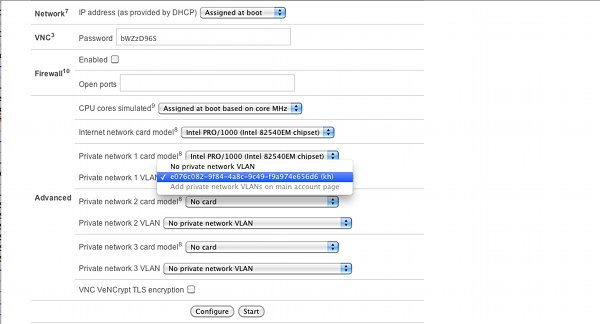 Network7 IP address (as provided by DHCP) Assigned at boot
VNC3 Password bWZzD96S
Enabled
Firewall10
Open ports
CPU cores simulated9 Assigned at boot based on core MHz
Internet network card model8 Intel PRO/1000 (Intel 82540EM chipset)
Private network 1 card model8 Intel PRO/1000 (Intel 82540EM chipset)
No private network VLAN
Private network 1 VLAN ✓ e076c082-9f84-4a8c-9c49-f9a974e656d6 (kh)
Add private network VLANs on main account page
Advanced
Private network 2 card model8 No card
Private network 2 VLAN No private network VLAN
Private network 3 card model8 No card
Private network 3 VLAN No private network VLAN
VNC VeNCrypt TLS encryption
Configure Start